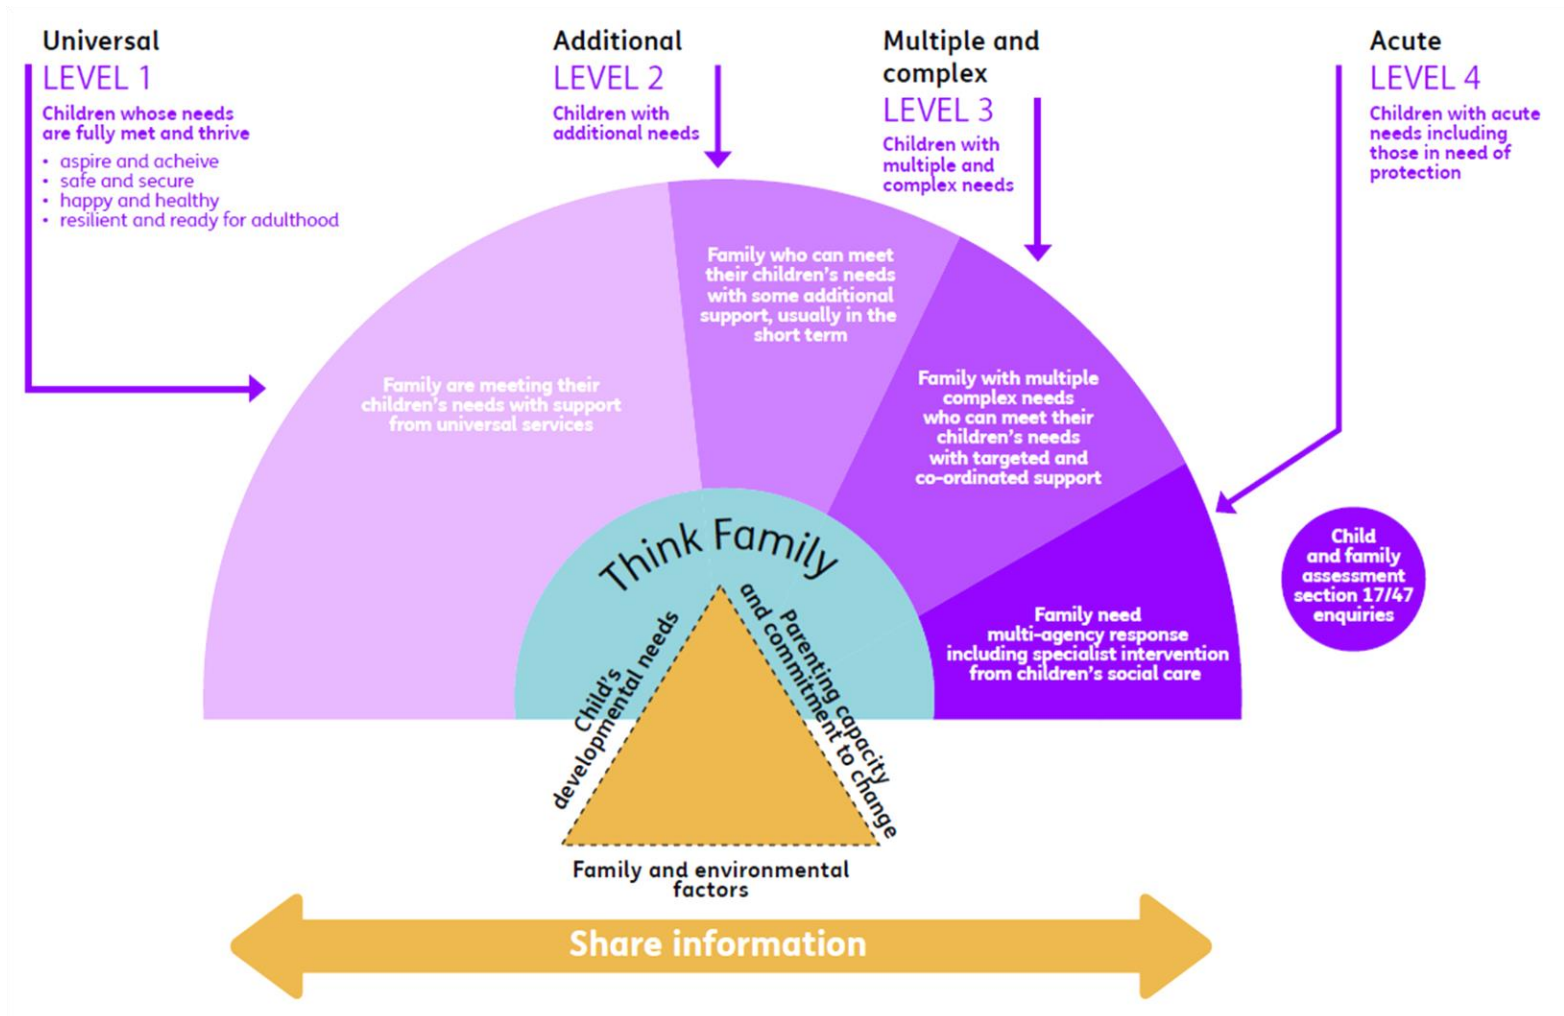 Universal
LEVEL 1
Children whose needs
are fully met and thrive
• aspire and acheive
• safe and secure
• happy and healthy
• resilient and ready for adulthood
Additional
LEVEL 2
Children with
additional needs
Multiple and
complex
LEVEL 3
Children with
multiple and
complex needs
Acute
LEVEL 4
Children with acute
needs including
those in need of
protection
Family are meeting their
children's needs with support
from universal services
Family who can meet
their children's needs
with some additional
support, usually in the
short term
Family with multiple
complex needs
who can meet their
children's needs
with targeted and
co-ordinated support
Family need
multi-agency response
including specialist intervention
from children's social care
Child
and family
assessment
section 17/47
enquiries
Think Family
Child's
developmental needs
Parenting capacity
and commitment to change
Family and environmental
factors
Share information